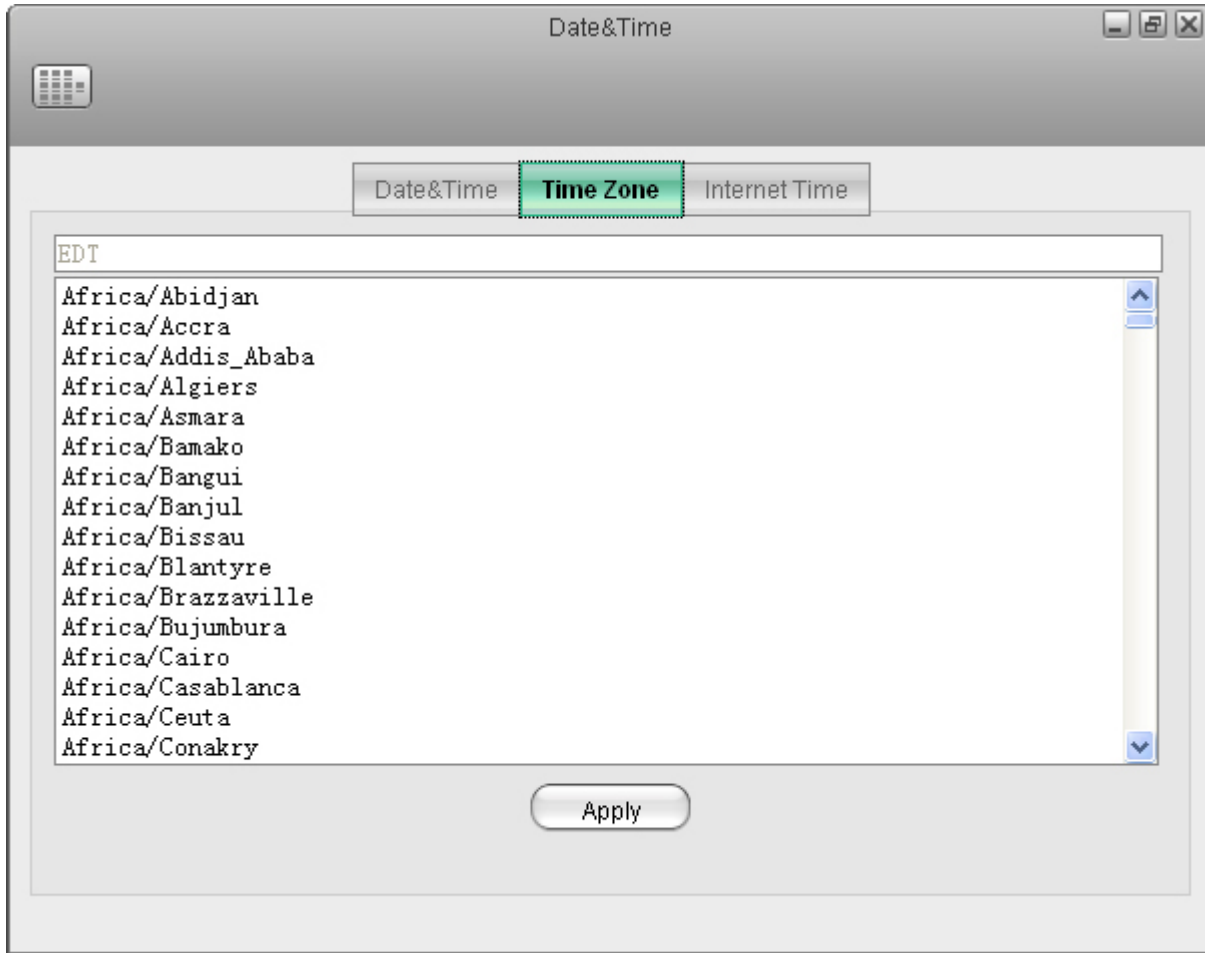 Date&Time
Date&Time
Time Zone
Internet Time
EDT
Africa/Abidjan
Africa/Accra
Africa/Addis_Ababa
Africa/Algiers
Africa/Asmara
Africa/Bamako
Africa/Bangui
Africa/Banjul
Africa/Bissau
Africa/Blantyre
Africa/Brazzaville
Africa/Bujumbura
Africa/Cairo
Africa/Casablanca
Africa/Ceuta
Africa/Conakry
Apply